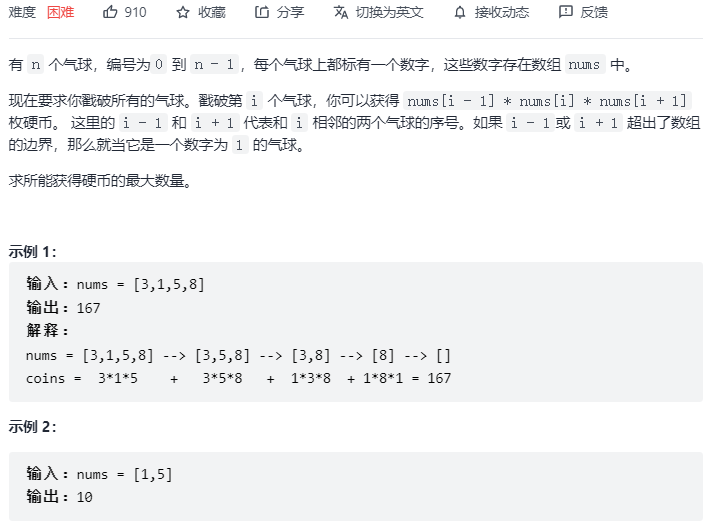 难度 困难 910 收藏 分享 切换为英文 接收动态 反馈
有 n 个气球，编号为 0 到 n - 1，每个气球上都标有一个数字，这些数字存在数组 nums 中。
现在要求你戳破所有的气球。戳破第 i 个气球，你可以获得 nums[i - 1] * nums[i] * nums[i + 1]
枚硬币。 这里的 i - 1 和 i + 1 代表和 i 相邻的两个气球的序号。如果 i - 1或 i + 1 超出了数组
的边界，那么就当它是一个数字为 1 的气球。
求所能获得硬币的最大数量。
示例 1：
输入：nums = [3,1,5,8]
输出：167
解释：
nums = [3,1,5,8] --> [3,5,8] --> [3,8] --> [8] --> []
coins =  3*1*5    +   3*5*8   +  1*3*8  + 1*8*1 = 167
示例 2：
输入：nums = [1,5]
输出：10